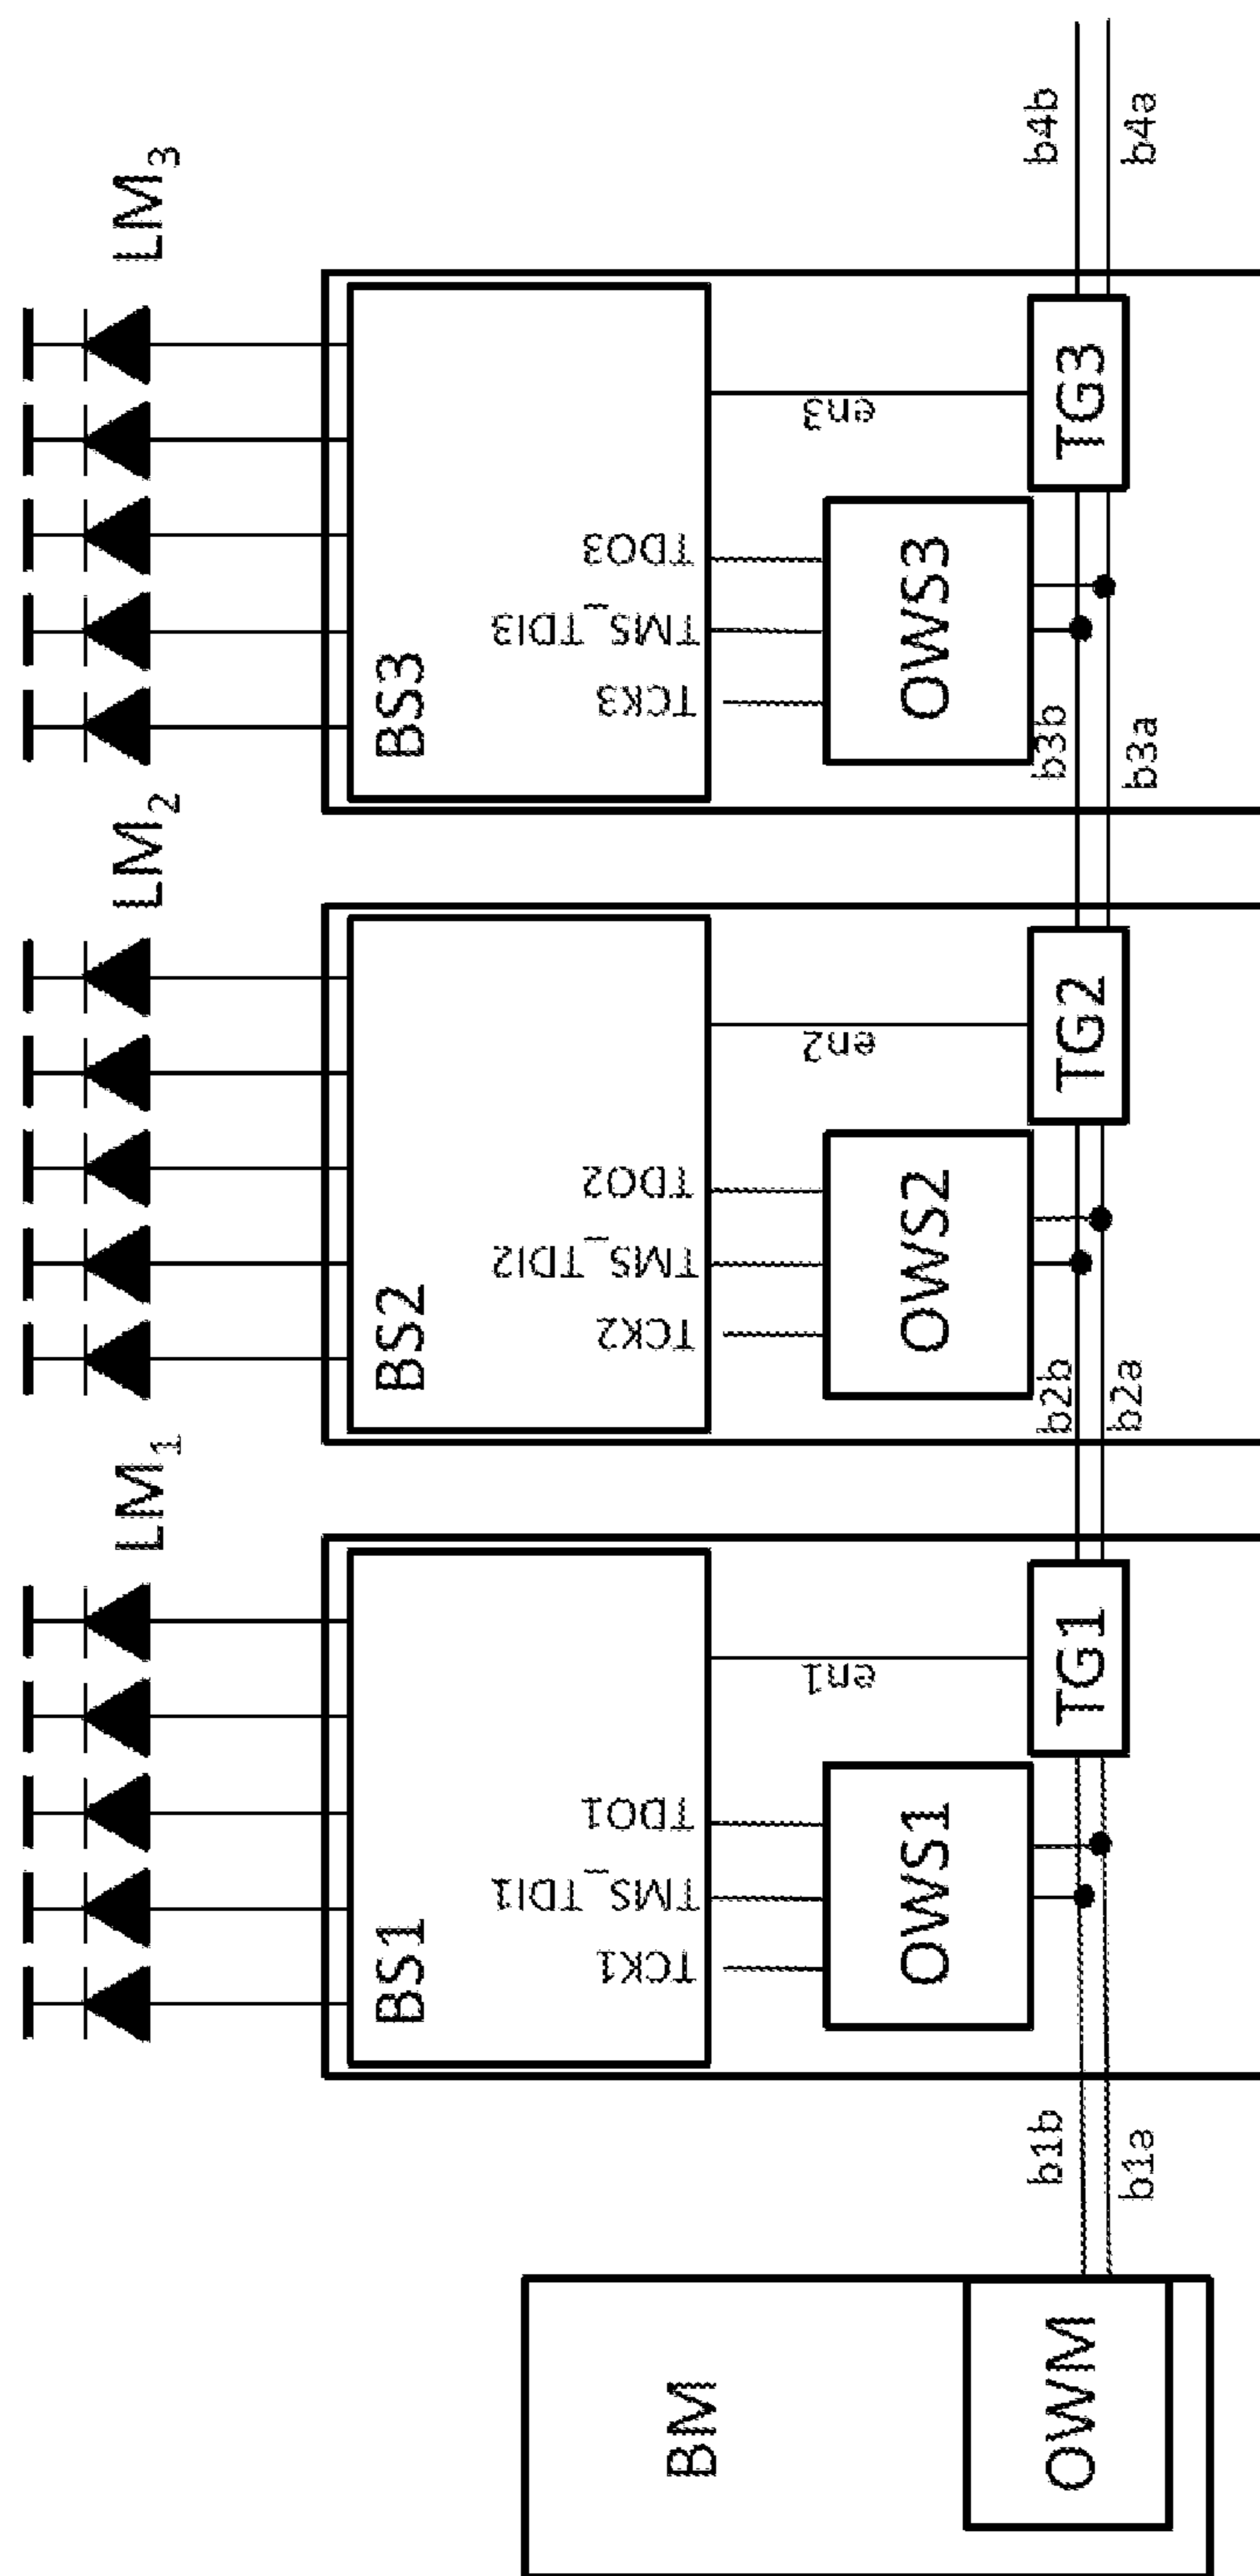 LM1
LM2
LM3
BS1
BS2
BS3
TCK1
TMS_TDI1
TDO1
en1
TCK2
TMS_TDI2
TDO2
en2
TCK3
TMS_TDI3
TDO3
en3
BM
OWS1
OWS2
OWS3
OWM
b1b
b1a
TG1
b2b
b2a
TG2
b3b
b3a
TG3
b4b
b4a